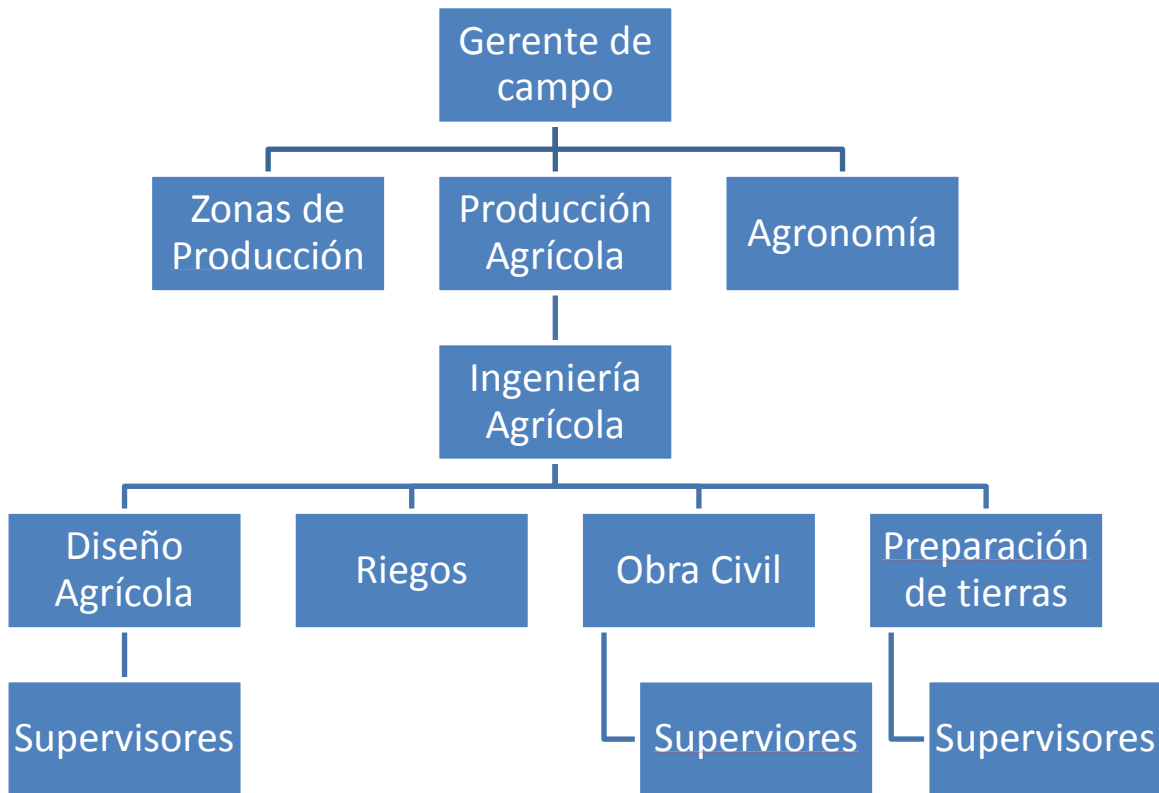 Gerente de
campo
Zonas de
Producción
Producción
Agrícola
Agronomía
Ingeniería
Agrícola
Diseño
Agrícola
Riegos
Obra Civil
Preparación
de tierras
Supervisores
Superviores
Supervisores